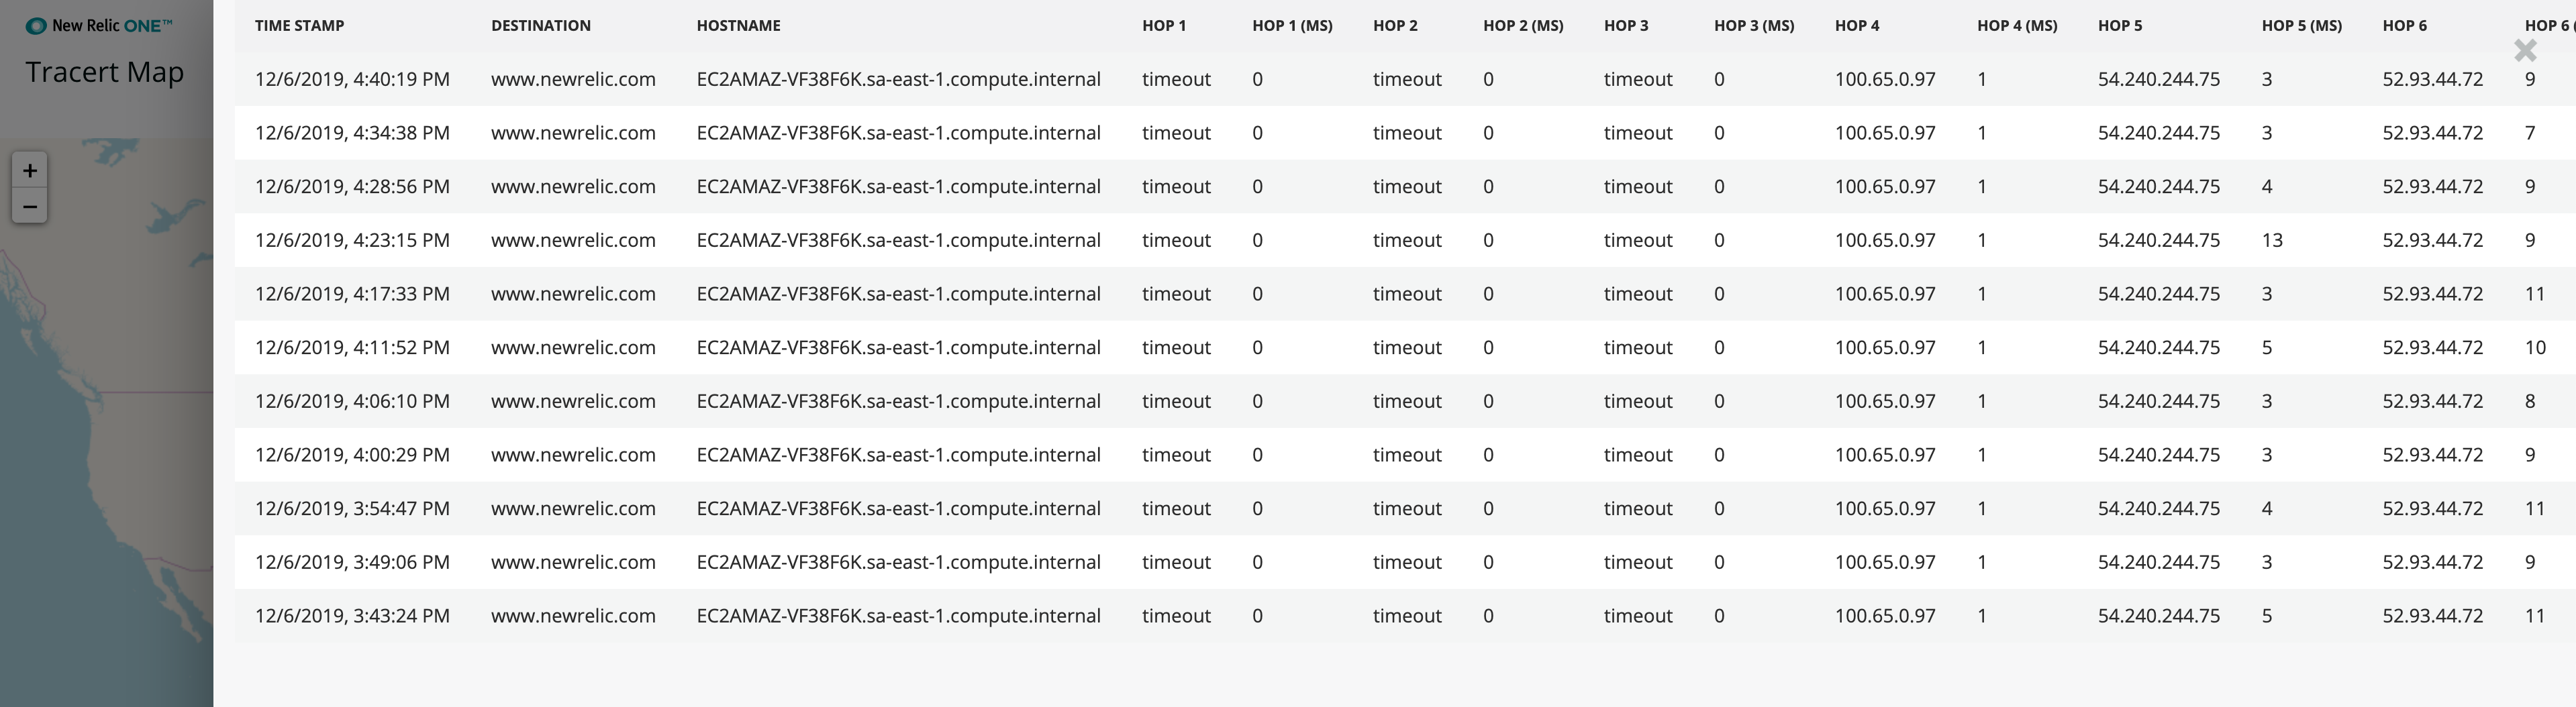 New Relic ONE™
Tracert Map
+
−
TIME STAMP DESTINATION HOSTNAME HOP 1 HOP 1 (MS) HOP 2 HOP 2 (MS) HOP 3 HOP 3 (MS) HOP 4 HOP 4 (MS) HOP 5 HOP 5 (MS) HOP 6 HOP 6 (
12/6/2019, 4:40:19 PM www.newrelic.com EC2AMAZ-VF38F6K.sa-east-1.compute.internal timeout 0 timeout 0 timeout 0 100.65.0.97 1 54.240.244.75 3 52.93.44.72 9
12/6/2019, 4:34:38 PM www.newrelic.com EC2AMAZ-VF38F6K.sa-east-1.compute.internal timeout 0 timeout 0 timeout 0 100.65.0.97 1 54.240.244.75 3 52.93.44.72 7
12/6/2019, 4:28:56 PM www.newrelic.com EC2AMAZ-VF38F6K.sa-east-1.compute.internal timeout 0 timeout 0 timeout 0 100.65.0.97 1 54.240.244.75 4 52.93.44.72 9
12/6/2019, 4:23:15 PM www.newrelic.com EC2AMAZ-VF38F6K.sa-east-1.compute.internal timeout 0 timeout 0 timeout 0 100.65.0.97 1 54.240.244.75 13 52.93.44.72 9
12/6/2019, 4:17:33 PM www.newrelic.com EC2AMAZ-VF38F6K.sa-east-1.compute.internal timeout 0 timeout 0 timeout 0 100.65.0.97 1 54.240.244.75 3 52.93.44.72 11
12/6/2019, 4:11:52 PM www.newrelic.com EC2AMAZ-VF38F6K.sa-east-1.compute.internal timeout 0 timeout 0 timeout 0 100.65.0.97 1 54.240.244.75 5 52.93.44.72 10
12/6/2019, 4:06:10 PM www.newrelic.com EC2AMAZ-VF38F6K.sa-east-1.compute.internal timeout 0 timeout 0 timeout 0 100.65.0.97 1 54.240.244.75 3 52.93.44.72 8
12/6/2019, 4:00:29 PM www.newrelic.com EC2AMAZ-VF38F6K.sa-east-1.compute.internal timeout 0 timeout 0 timeout 0 100.65.0.97 1 54.240.244.75 3 52.93.44.72 9
12/6/2019, 3:54:47 PM www.newrelic.com EC2AMAZ-VF38F6K.sa-east-1.compute.internal timeout 0 timeout 0 timeout 0 100.65.0.97 1 54.240.244.75 4 52.93.44.72 11
12/6/2019, 3:49:06 PM www.newrelic.com EC2AMAZ-VF38F6K.sa-east-1.compute.internal timeout 0 timeout 0 timeout 0 100.65.0.97 1 54.240.244.75 3 52.93.44.72 9
12/6/2019, 3:43:24 PM www.newrelic.com EC2AMAZ-VF38F6K.sa-east-1.compute.internal timeout 0 timeout 0 timeout 0 100.65.0.97 1 54.240.244.75 5 52.93.44.72 11